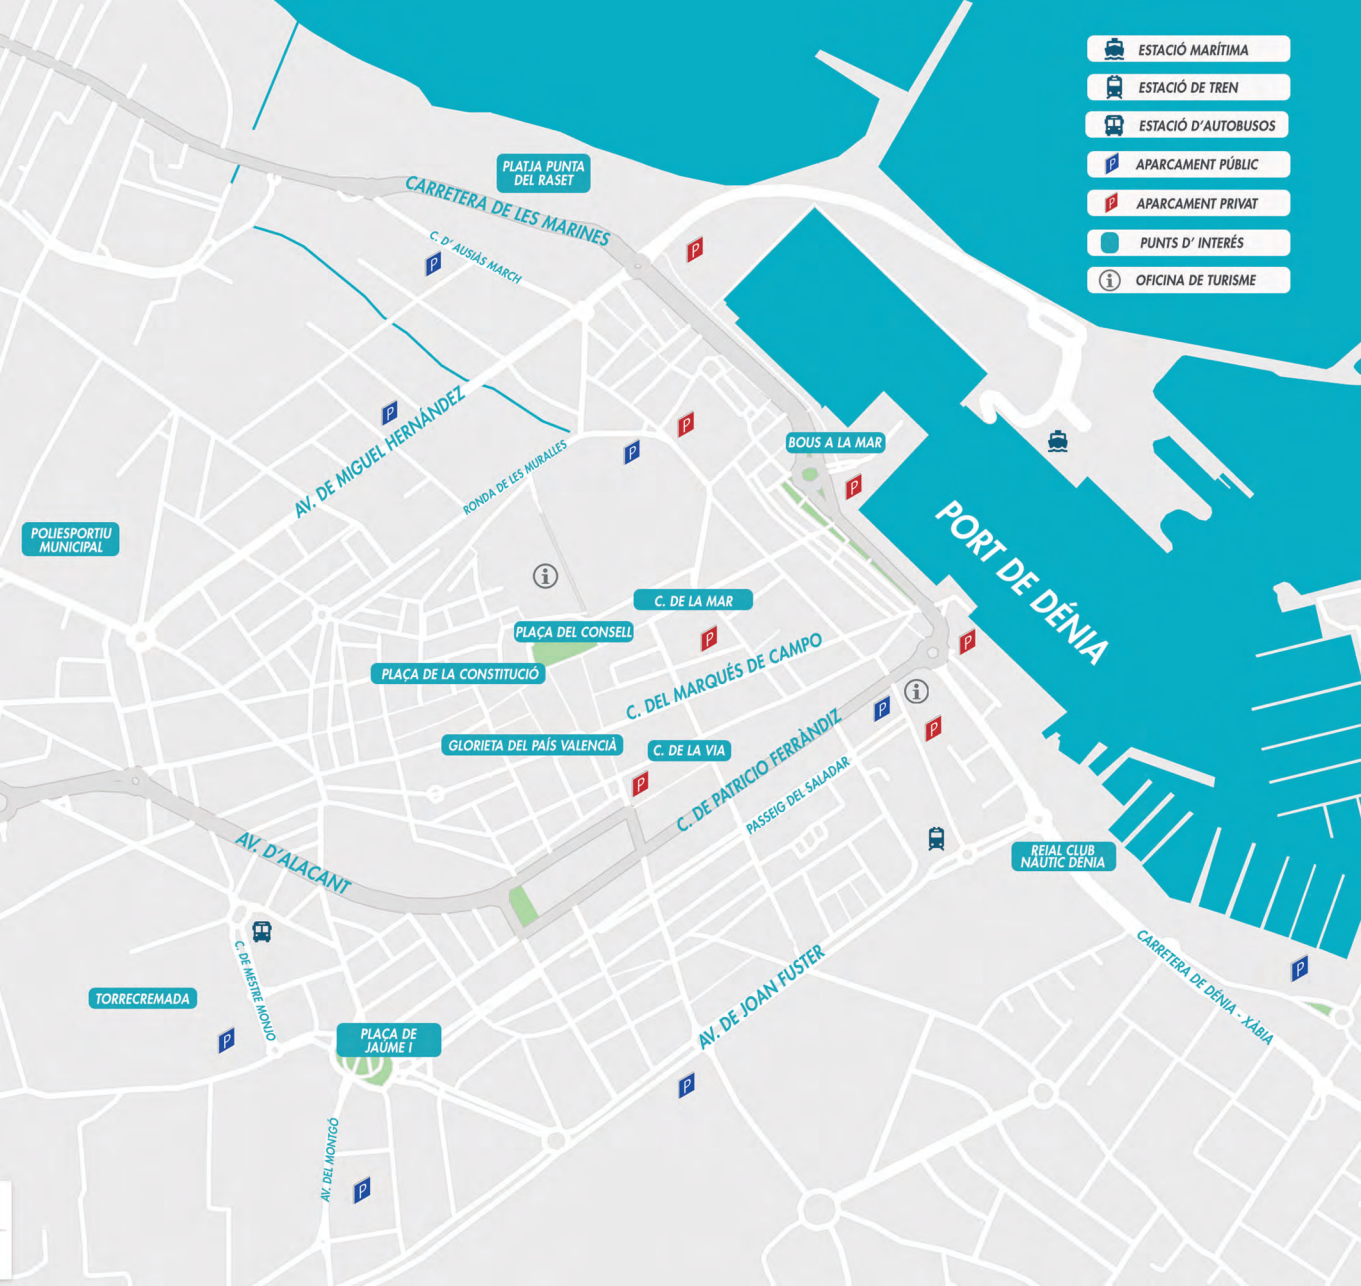 ESTACIÓ MARÍTIMA
ESTACIÓ DE TREN
ESTACIÓ D'AUTOBUSOS
P APARCAMENT PÚBLIC
P APARCAMENT PRIVAT
PUNTS D' INTERÉS
i OFICINA DE TURISME
PLATJA PUNTA
DEL RASET
CARRETERA DE LES MARINES
C. D' AUSIÀS MARCH
P
P
AV. DE MIGUEL HERNÁNDEZ
P
P
P
RONDA DE LES MURALLES
BOUS A LA MAR
P
PORT DE DÉNIA
POLIESPORTIU
MUNICIPAL
i
C. DE LA MAR
PLAÇA DEL CONSELL
P
P
PLAÇA DE LA CONSTITUCIÓ
C. DEL MARQUÉS DE CAMPO
i
P
P
GLORIETA DEL PAÍS VALENCIÀ
C. DE LA VIA
P
C. DE PATRICIO FERRÀNDIZ
PASSEIG DEL SALADAR
REIAL CLUB
NÀUTIC DÉNIA
AV. D'ALACANT
C. DE MESTRE MONJO
AV. DE JOAN FUSTER
CARRETERA DE DÉNIA - XÀBIA
P
TORRECREMADA
P
PLAÇA DE
JAUME I
P
AV. DEL MONTGÓ
P